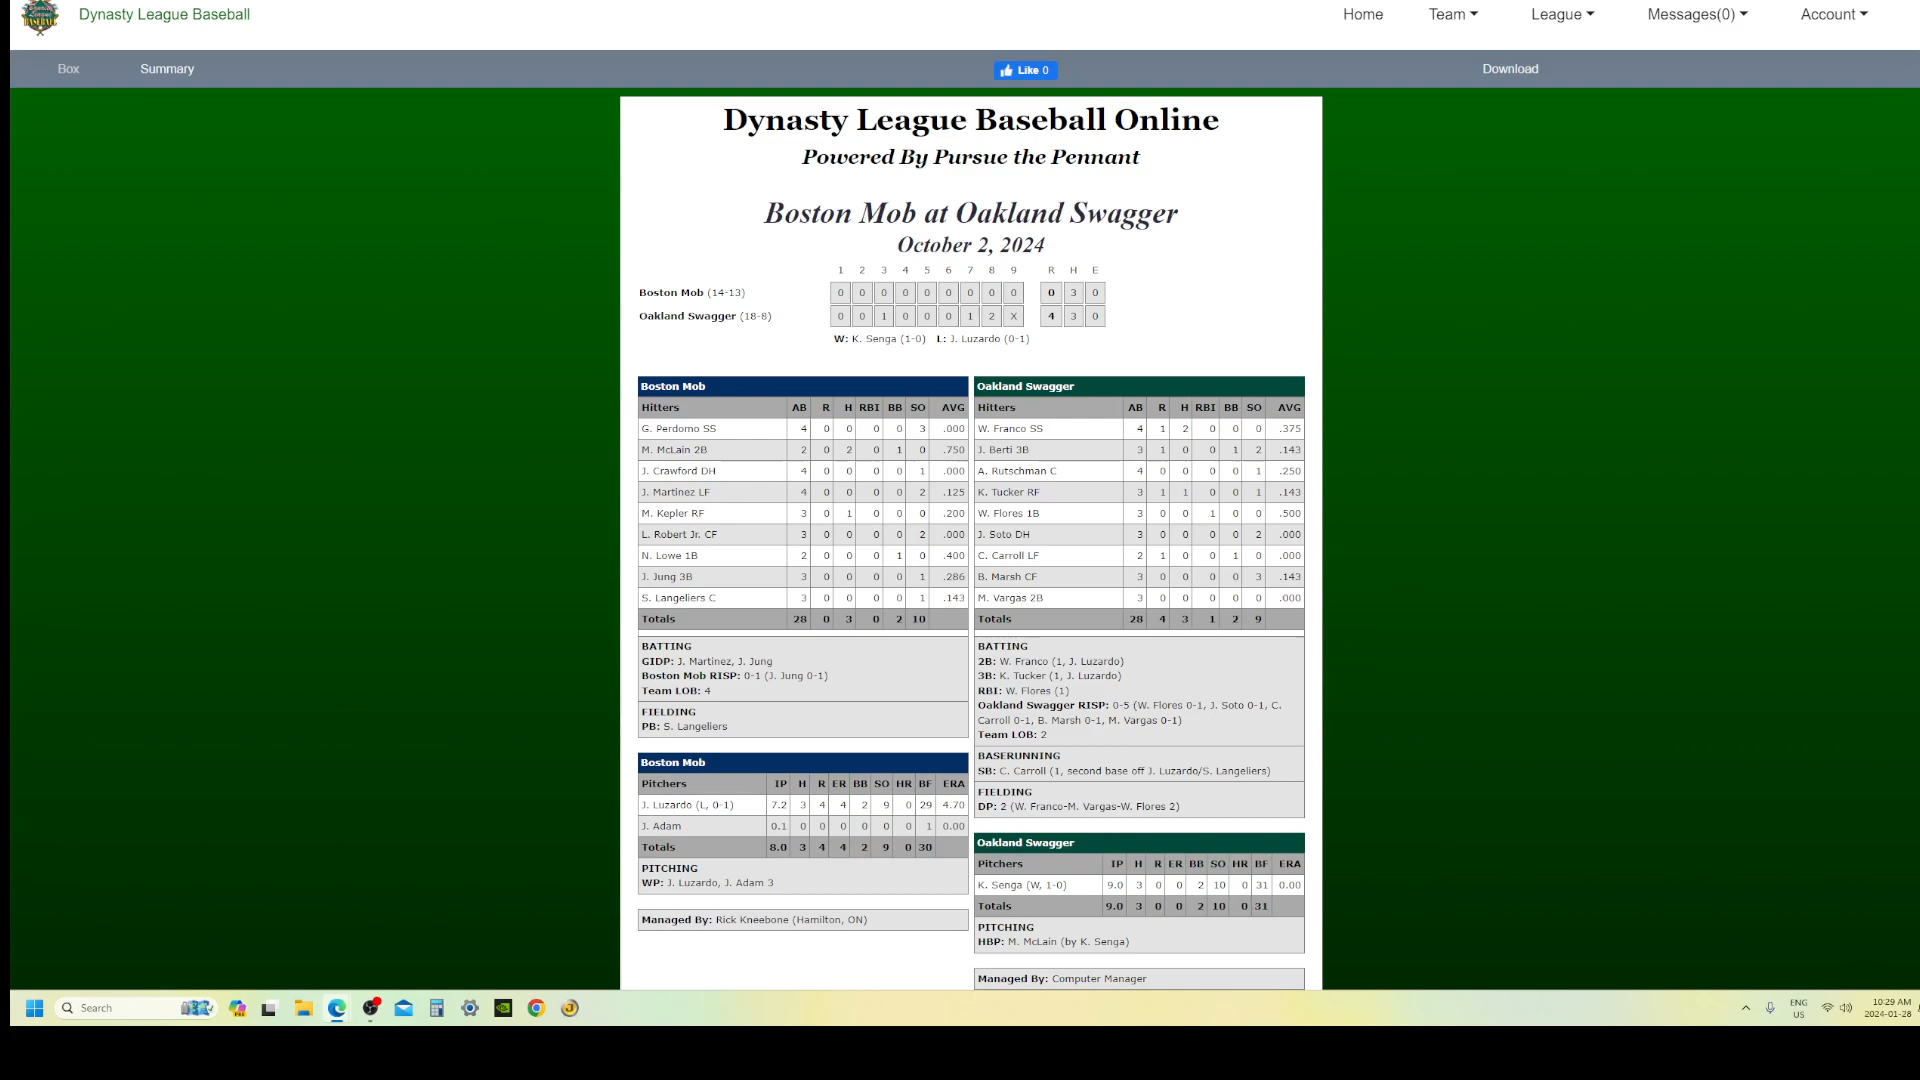 Dynasty League Baseball
Home Team League Messages(0) Account
Box Summary Like 0 Download
Dynasty League Baseball Online
Powered By Pursue the Pennant
Boston Mob at Oakland Swagger
October 2, 2024
1 2 3 4 5 6 7 8 9 R H E
Boston Mob (14-13) 0 0 0 0 0 0 0 0 0 0 3 0
Oakland Swagger (18-8) 0 0 1 0 0 0 1 2 X 4 3 0
W: K. Senga (1-0) L: J. Luzardo (0-1)
Boston Mob
Hitters AB R H RBI BB SO AVG
G. Perdomo SS 4 0 0 0 0 3 .000
M. McLain 2B 2 0 2 0 1 0 .750
J. Crawford DH 4 0 0 0 0 1 .000
J. Martinez LF 4 0 0 0 0 2 .125
M. Kepler RF 3 0 1 0 0 0 .200
L. Robert Jr. CF 3 0 0 0 0 2 .000
N. Lowe 1B 2 0 0 0 1 0 .400
J. Jung 3B 3 0 0 0 0 1 .286
S. Langeliers C 3 0 0 0 0 1 .143
Totals 28 0 3 0 2 10
BATTING
GIDP: J. Martinez, J. Jung
Boston Mob RISP: 0-1 (J. Jung 0-1)
Team LOB: 4
FIELDING
PB: S. Langeliers
Boston Mob
Pitchers IP H R ER BB SO HR BF ERA
J. Luzardo (L, 0-1) 7.2 3 4 4 2 9 0 29 4.70
J. Adam 0.1 0 0 0 0 0 0 1 0.00
Totals 8.0 3 4 4 2 9 0 30
PITCHING
WP: J. Luzardo, J. Adam 3
Managed By: Rick Kneebone (Hamilton, ON)
Oakland Swagger
Hitters AB R H RBI BB SO AVG
W. Franco SS 4 1 2 0 0 0 .375
J. Berti 3B 3 1 0 0 1 2 .143
A. Rutschman C 4 0 0 0 0 1 .250
K. Tucker RF 3 1 1 0 0 1 .143
W. Flores 1B 3 0 0 1 0 0 .500
J. Soto DH 3 0 0 0 0 2 .000
C. Carroll LF 2 1 0 0 1 0 .000
B. Marsh CF 3 0 0 0 0 3 .143
M. Vargas 2B 3 0 0 0 0 0 .000
Totals 28 4 3 1 2 9
BATTING
2B: W. Franco (1, J. Luzardo)
3B: K. Tucker (1, J. Luzardo)
RBI: W. Flores (1)
Oakland Swagger RISP: 0-5 (W. Flores 0-1, J. Soto 0-1, C.
Carroll 0-1, B. Marsh 0-1, M. Vargas 0-1)
Team LOB: 2
BASERUNNING
SB: C. Carroll (1, second base off J. Luzardo/S. Langeliers)
FIELDING
DP: 2 (W. Franco-M. Vargas-W. Flores 2)
Oakland Swagger
Pitchers IP H R ER BB SO HR BF ERA
K. Senga (W, 1-0) 9.0 3 0 0 2 10 0 31 0.00
Totals 9.0 3 0 0 2 10 0 31
PITCHING
HBP: M. McLain (by K. Senga)
Managed By: Computer Manager
Search
ENG
US
10:29 AM
2024-01-28